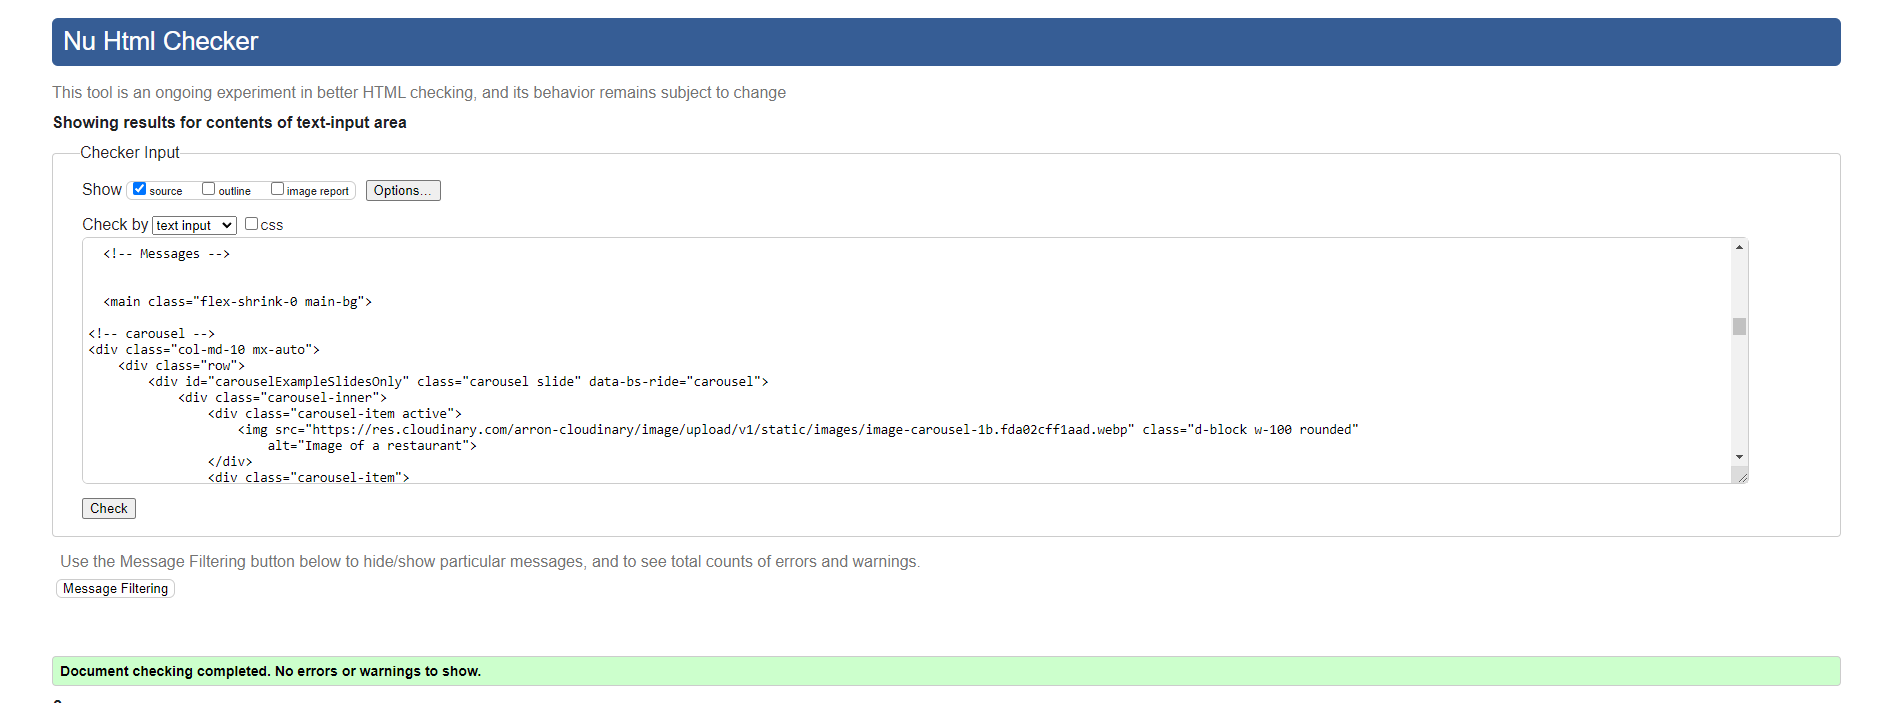 Nu Html Checker
This tool is an ongoing experiment in better HTML checking, and its behavior remains subject to change
Showing results for contents of text-input area
Checker Input
Show source outline image report Options...
Check by text input css
<!-- Messages -->
<main class="flex-shrink-0 main-bg">
<!-- carousel -->
<div class="col-md-10 mx-auto">
<div class="row">
<div id="carouselExampleSlidesOnly" class="carousel slide" data-bs-ride="carousel">
<div class="carousel-inner">
<div class="carousel-item active">
<img src="https://res.cloudinary.com/arron-cloudinary/image/upload/v1/static/images/image-carousel-1b.fda02cff1aad.webp" class="d-block w-100 rounded"
alt="Image of a restaurant">
</div>
<div class="carousel-item">
Check
Use the Message Filtering button below to hide/show particular messages, and to see total counts of errors and warnings.
Message Filtering
Document checking completed. No errors or warnings to show.